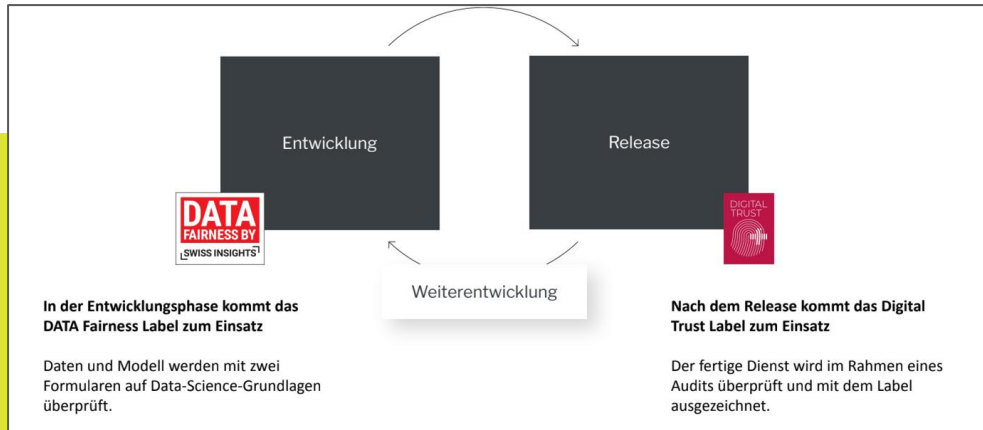 Entwicklung
Release
DATA
FAIRNESS BY
SWISS INSIGHTS
DIGITAL
TRUST
Weiterentwicklung
In der Entwicklungsphase kommt das
DATA Fairness Label zum Einsatz
Daten und Modell werden mit zwei
Formularen auf Data-Science-Grundlagen
überprüft.
Nach dem Release kommt das Digital
Trust Label zum Einsatz
Der fertige Dienst wird im Rahmen eines
Audits überprüft und mit dem Label
ausgezeichnet.